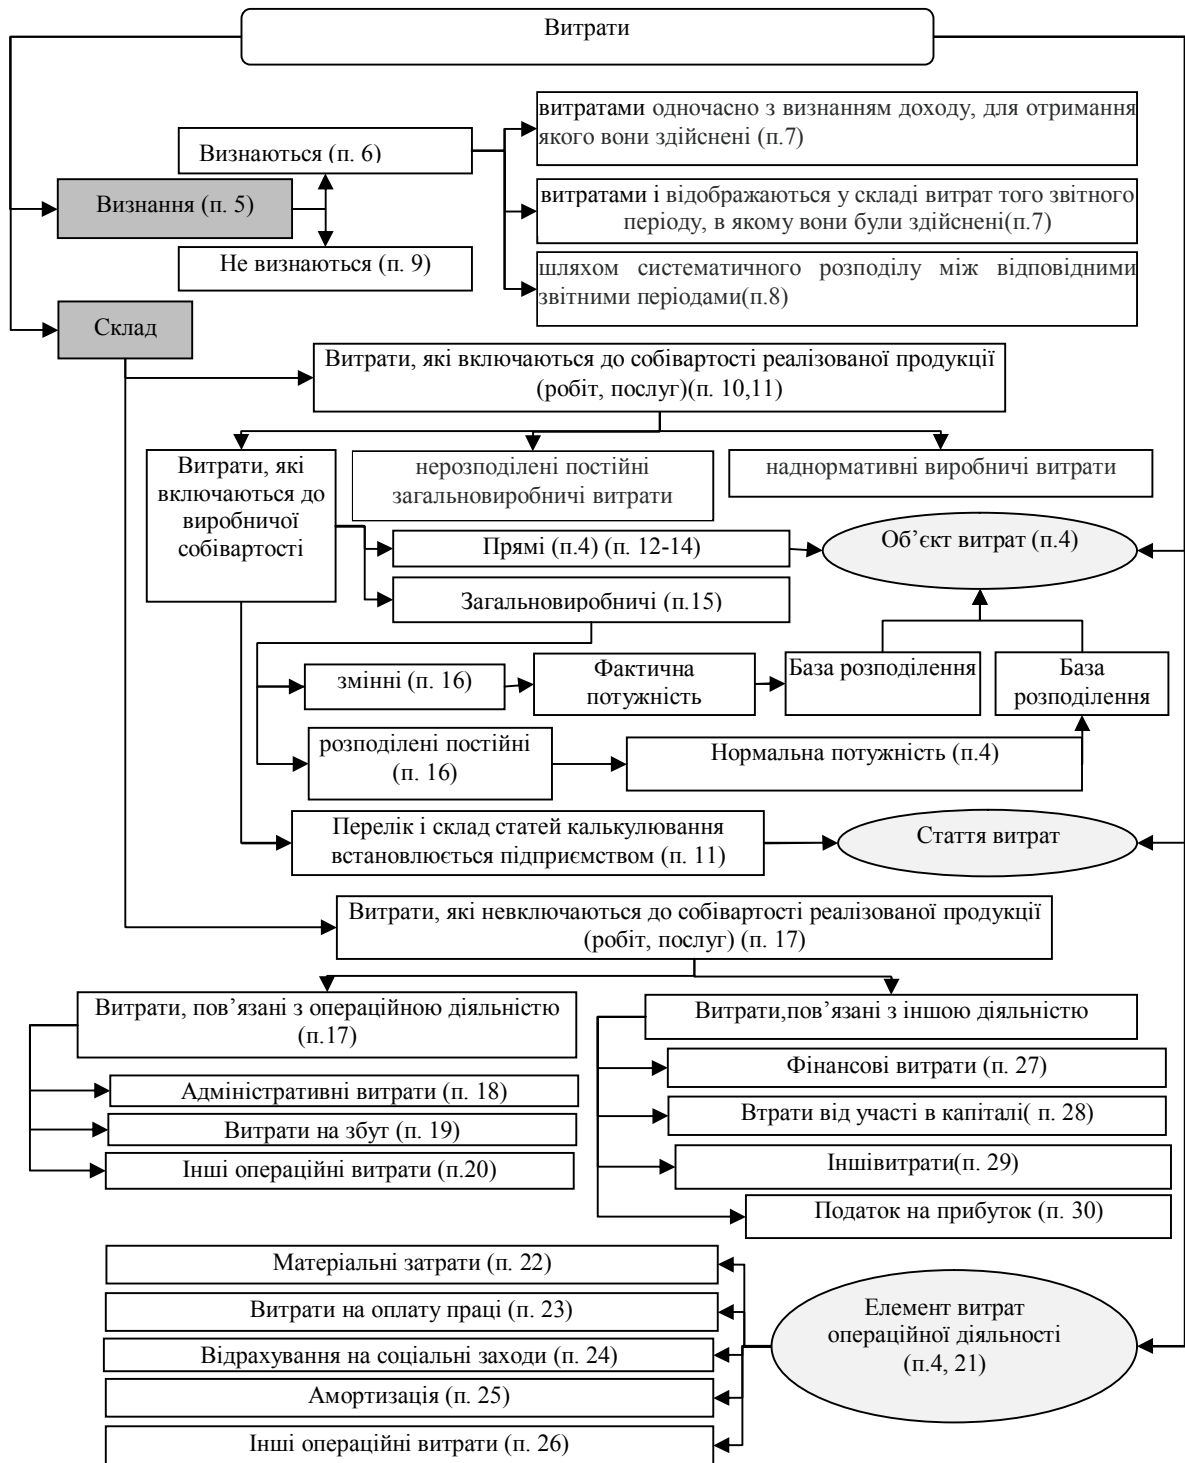 Витрати
витратами одночасно з визнанням доходу, для отримання
якого вони здійснені (п.7)
Визнаються (п. 6)
Визнання (п. 5)
витратами і відображаються у складі витрат того звітного
періоду, в якому вони були здійснені(п.7)
Не визнаються (п. 9)
шляхом систематичного розподілу між відповідними
звітними періодами(п.8)
Склад
Витрати, які включаються до собівартості реалізованої продукції
(робіт, послуг)(п. 10,11)
Витрати, які
включаються до
виробничої
собівартості
нерозподілені постійні
загальновиробничі витрати
наднормативні виробничі витрати
Прямі (п.4) (п. 12-14)
Об’єкт витрат (п.4)
Загальновиробничі (п.15)
змінні (п. 16)
Фактична
потужність
База розподілення
База
розподілення
розподілені постійні
(п. 16)
Нормальна потужність (п.4)
Перелік і склад статей калькулювання
встановлюється підприємством (п. 11)
Стаття витрат
Витрати, які невключаються до собівартості реалізованої продукції
(робіт, послуг) (п. 17)
Витрати, пов’язані з операційною діяльністю
(п.17)
Витрати,пов’язані з іншою діяльністю
Адміністративні витрати (п. 18)
Витрати на збут (п. 19)
Інші операційні витрати (п.20)
Фінансові витрати (п. 27)
Втрати від участі в капіталі( п. 28)
Іншівитрати(п. 29)
Податок на прибуток (п. 30)
Матеріальні затрати (п. 22)
Витрати на оплату праці (п. 23)
Відрахування на соціальні заходи (п. 24)
Амортизація (п. 25)
Інші операційні витрати (п. 26)
Елемент витрат
операційної діяльності
(п.4, 21)